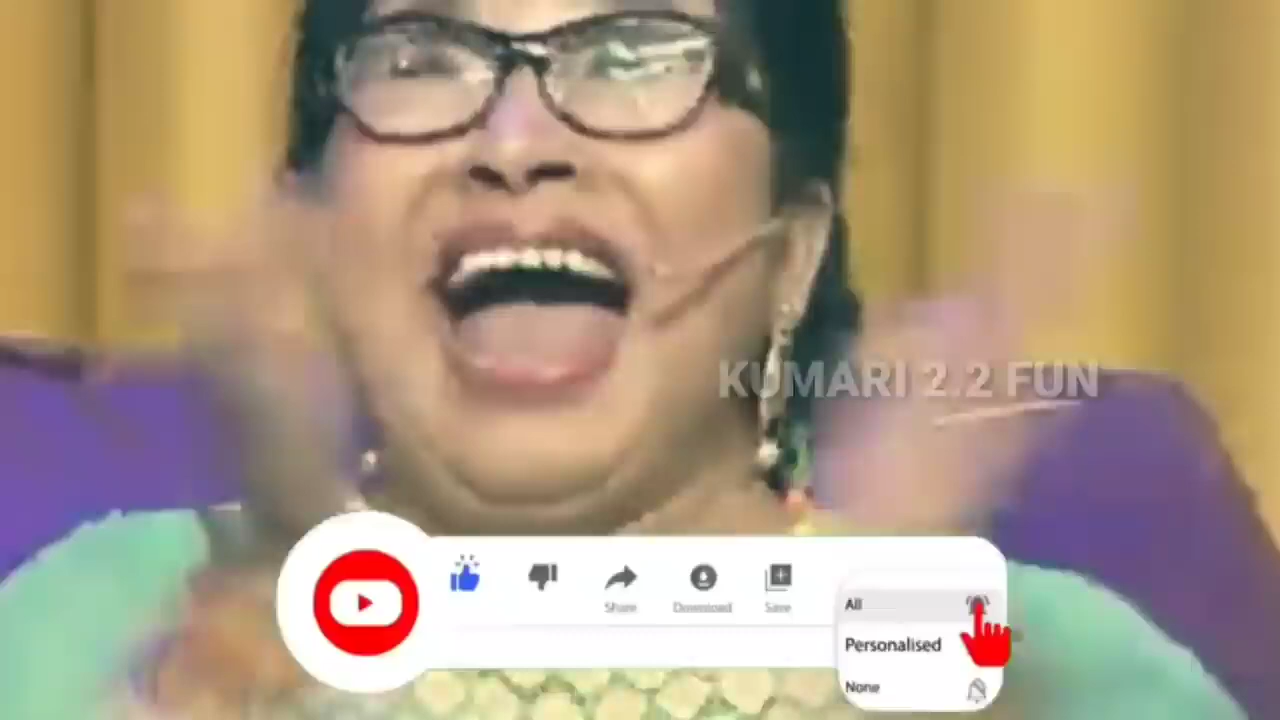 KUMARI 2.2 FUN
Share Download Save
All
Personalised
None